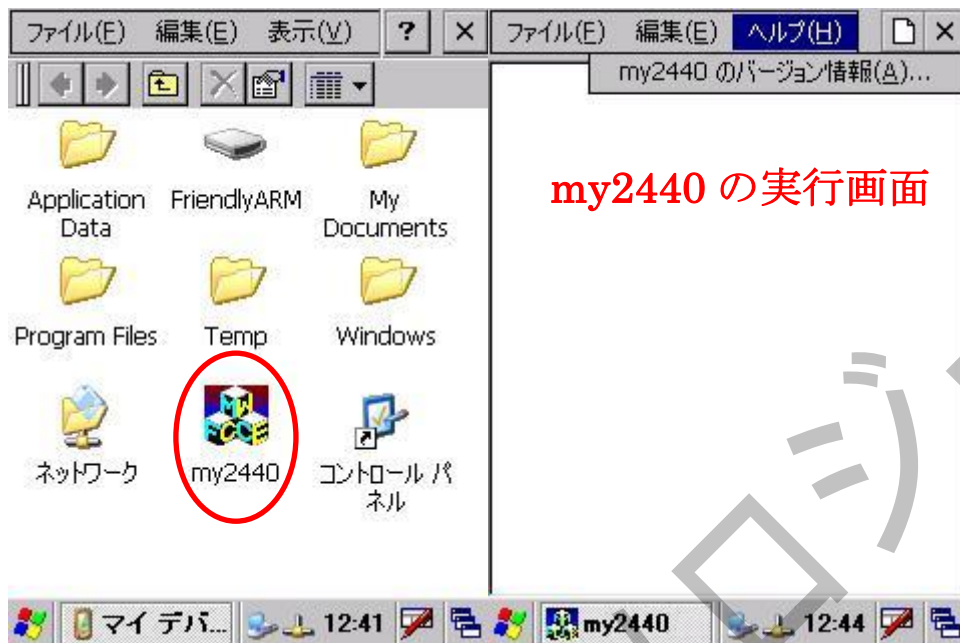 ファイル(F) 編集(E) 表示(V) ? ×
Application Data
FriendlyARM
My Documents
Program Files
Temp
Windows
ネットワーク
my2440
コントロール パネル
マイ デバ... 12:41
ファイル(F) 編集(E) ヘルプ(H) ×
my2440 のバージョン情報(A)...
my2440 の実行画面
my2440 12:44
ロジ